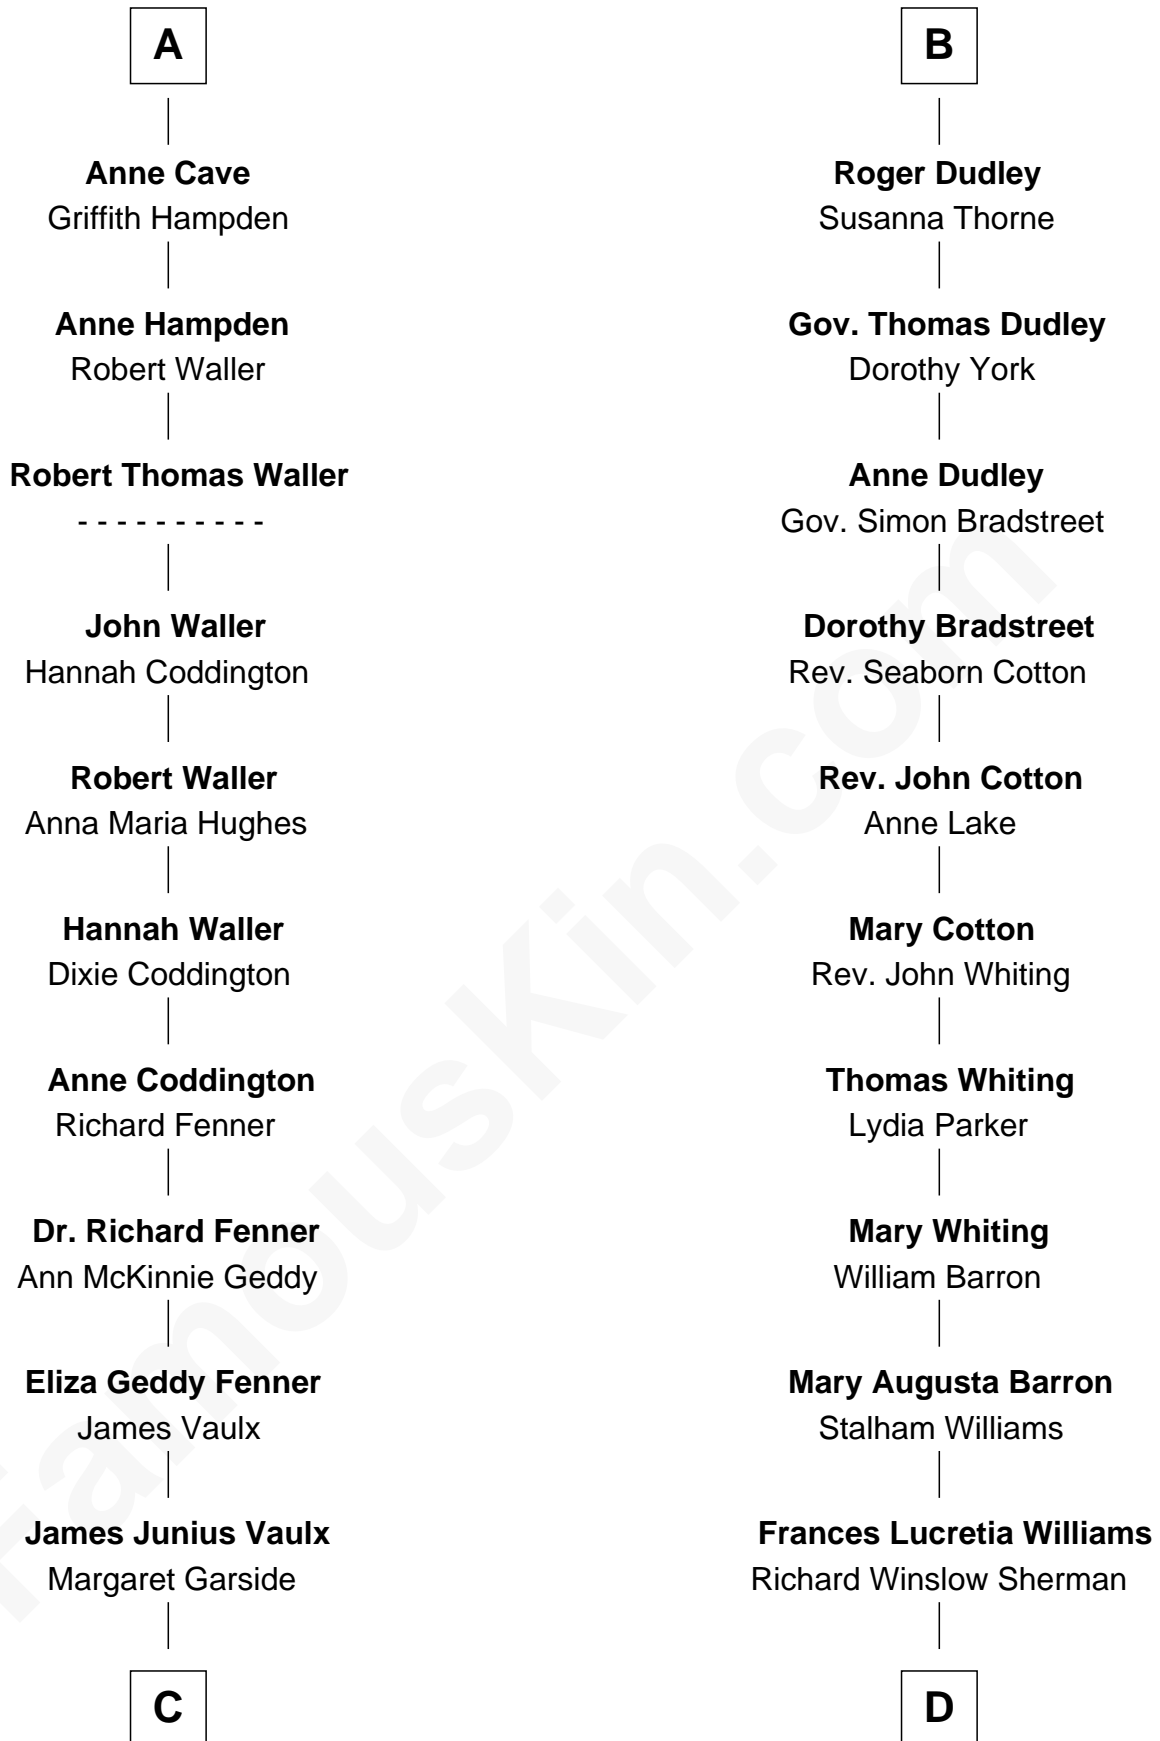 A
Anne Cave
Griffith Hampden
Anne Hampden
Robert Waller
Robert Thomas Waller
- - - - - - - - - -
John Waller
Hannah Coddington
Robert Waller
Anna Maria Hughes
Hannah Waller
Dixie Coddington
Anne Coddington
Richard Fenner
Dr. Richard Fenner
Ann McKinnie Geddy
Eliza Geddy Fenner
James Vaulx
James Junius Vaulx
Margaret Garside
C
B
Roger Dudley
Susanna Thorne
Gov. Thomas Dudley
Dorothy York
Anne Dudley
Gov. Simon Bradstreet
Dorothy Bradstreet
Rev. Seaborn Cotton
Rev. John Cotton
Anne Lake
Mary Cotton
Rev. John Whiting
Thomas Whiting
Lydia Parker
Mary Whiting
William Barron
Mary Augusta Barron
Stalham Williams
Frances Lucretia Williams
Richard Winslow Sherman
D
FamousKin.com